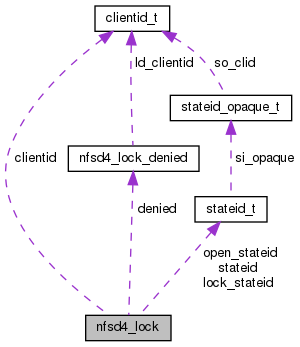 clientid_t
ld_clientid
so_clid
stateid_opaque_t
clientid
nfsd4_lock_denied
si_opaque
denied
stateid_t
open_stateid
stateid
lock_stateid
nfsd4_lock